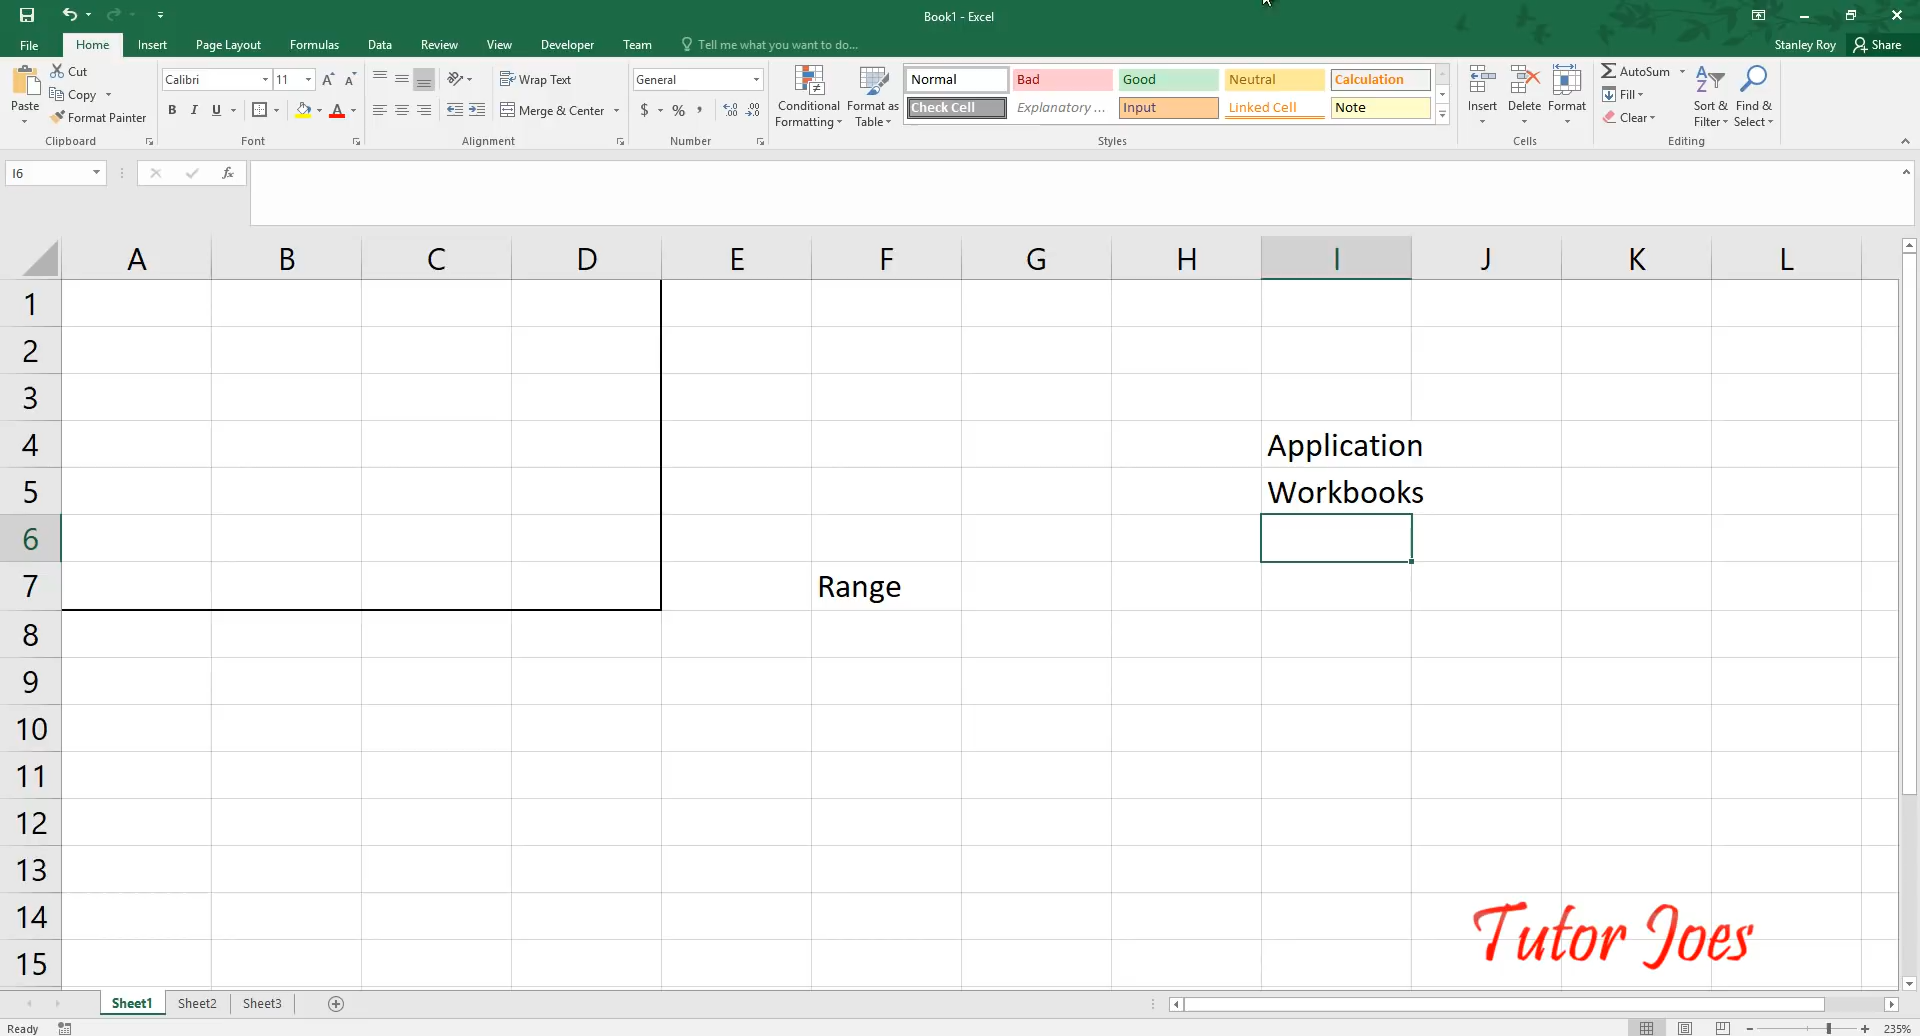 Book1 - Excel
File Home Insert Page Layout Formulas Data Review View Developer Team Tell me what you want to do... Stanley Roy Share
Paste Cut Copy Format Painter Clipboard
Calibri 11 B I U A Font
Wrap Text Merge & Center Alignment
General $ % , Number
Conditional Formatting Format as Table
Normal Bad Good Neutral Calculation
Check Cell Explanatory ... Input Linked Cell Note
Styles
Insert Delete Format Cells
AutoSum Fill Clear Sort & Filter Find & Select Editing
I6 fx
A B C D E F G H I J K L
1
2
3
4 Application
5 Workbooks
6
7 Range
8
9
10
11
12
13
14
15
Tutor Joes
Sheet1 Sheet2 Sheet3
Ready 235%